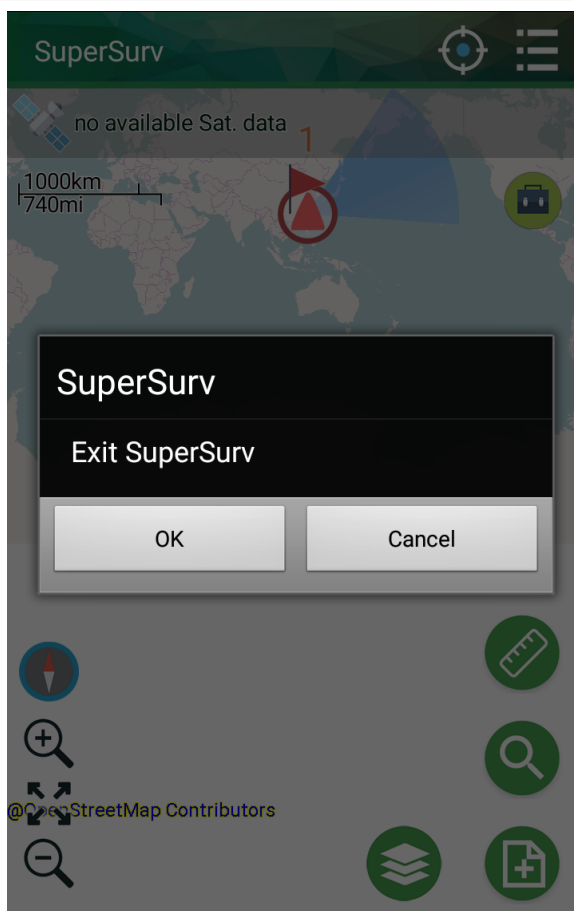 SuperSurv
no available Sat. data
1
1000km
740mi
SuperSurv
Exit SuperSurv
OK
Cancel
@OpenStreetMap Contributors